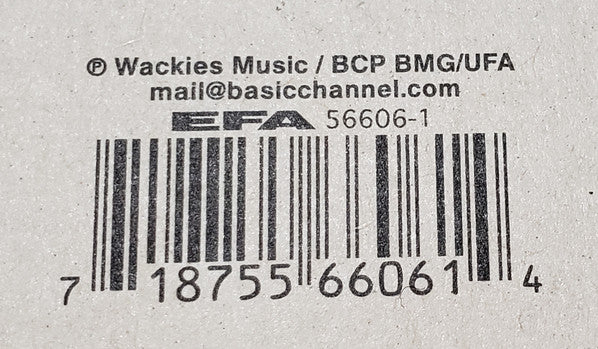 ℗ Wackies Music / BCP BMG/UFA
mail@basicchannel.com
EFA 56606-1
7 18755 66061 4